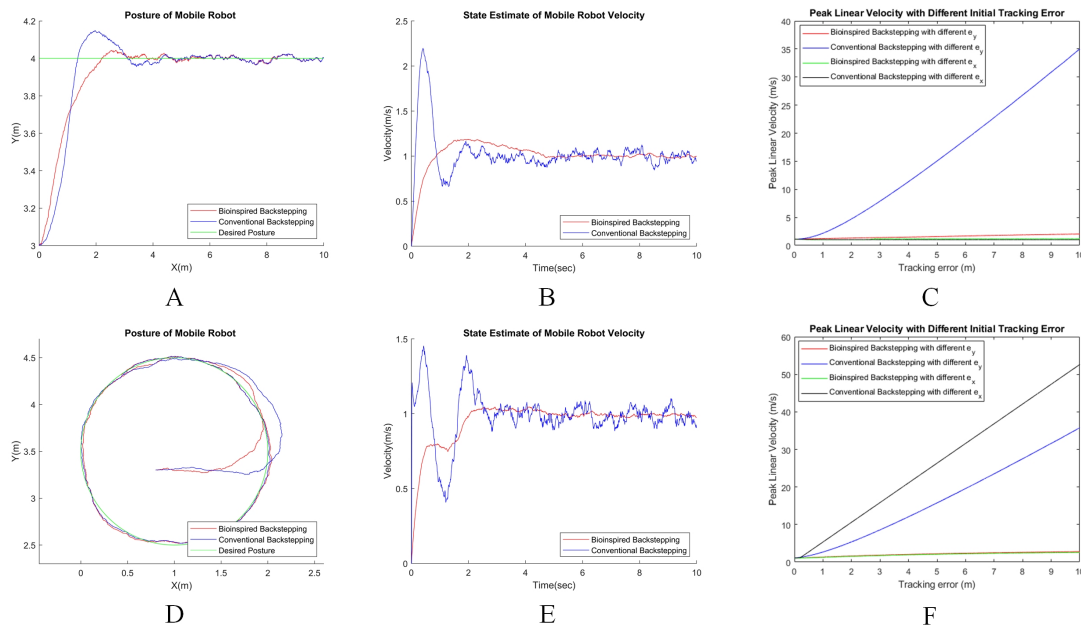 Posture of Mobile Robot
4.2
4
3.8
3.6
3.4
3.2
3
Y(m)
0
2
4
6
8
10
X(m)
Bioinspired Backstepping
Conventional Backstepping
Desired Posture
A
State Estimate of Mobile Robot Velocity
2.5
2
1.5
1
0.5
0
Velocity(m/s)
0
2
4
6
8
10
Time(sec)
Bioinspired Backstepping
Conventional Backstepping
B
Peak Linear Velocity with Different Initial Tracking Error
40
35
30
25
20
15
10
5
0
Peak Linear Velocity (m/s)
0
1
2
3
4
5
6
7
8
9
10
Tracking error (m)
Bioinspired Backstepping with different e_y
Conventional Backstepping with different e_y
Bioinspired Backstepping with different e_x
Conventional Backstepping with different e_x
C
Posture of Mobile Robot
4.5
4
3.5
3
2.5
Y(m)
0
0.5
1
1.5
2
2.5
X(m)
Bioinspired Backstepping
Conventional Backstepping
Desired Posture
D
State Estimate of Mobile Robot Velocity
1.5
1
0.5
0
Velocity(m/s)
0
2
4
6
8
10
Time(sec)
Bioinspired Backstepping
Conventional Backstepping
E
Peak Linear Velocity with Different Initial Tracking Error
60
50
40
30
20
10
0
Peak Linear Velocity (m/s)
0
1
2
3
4
5
6
7
8
9
10
Tracking error (m)
Bioinspired Backstepping with different e_y
Conventional Backstepping with different e_y
Bioinspired Backstepping with different e_x
Conventional Backstepping with different e_x
F